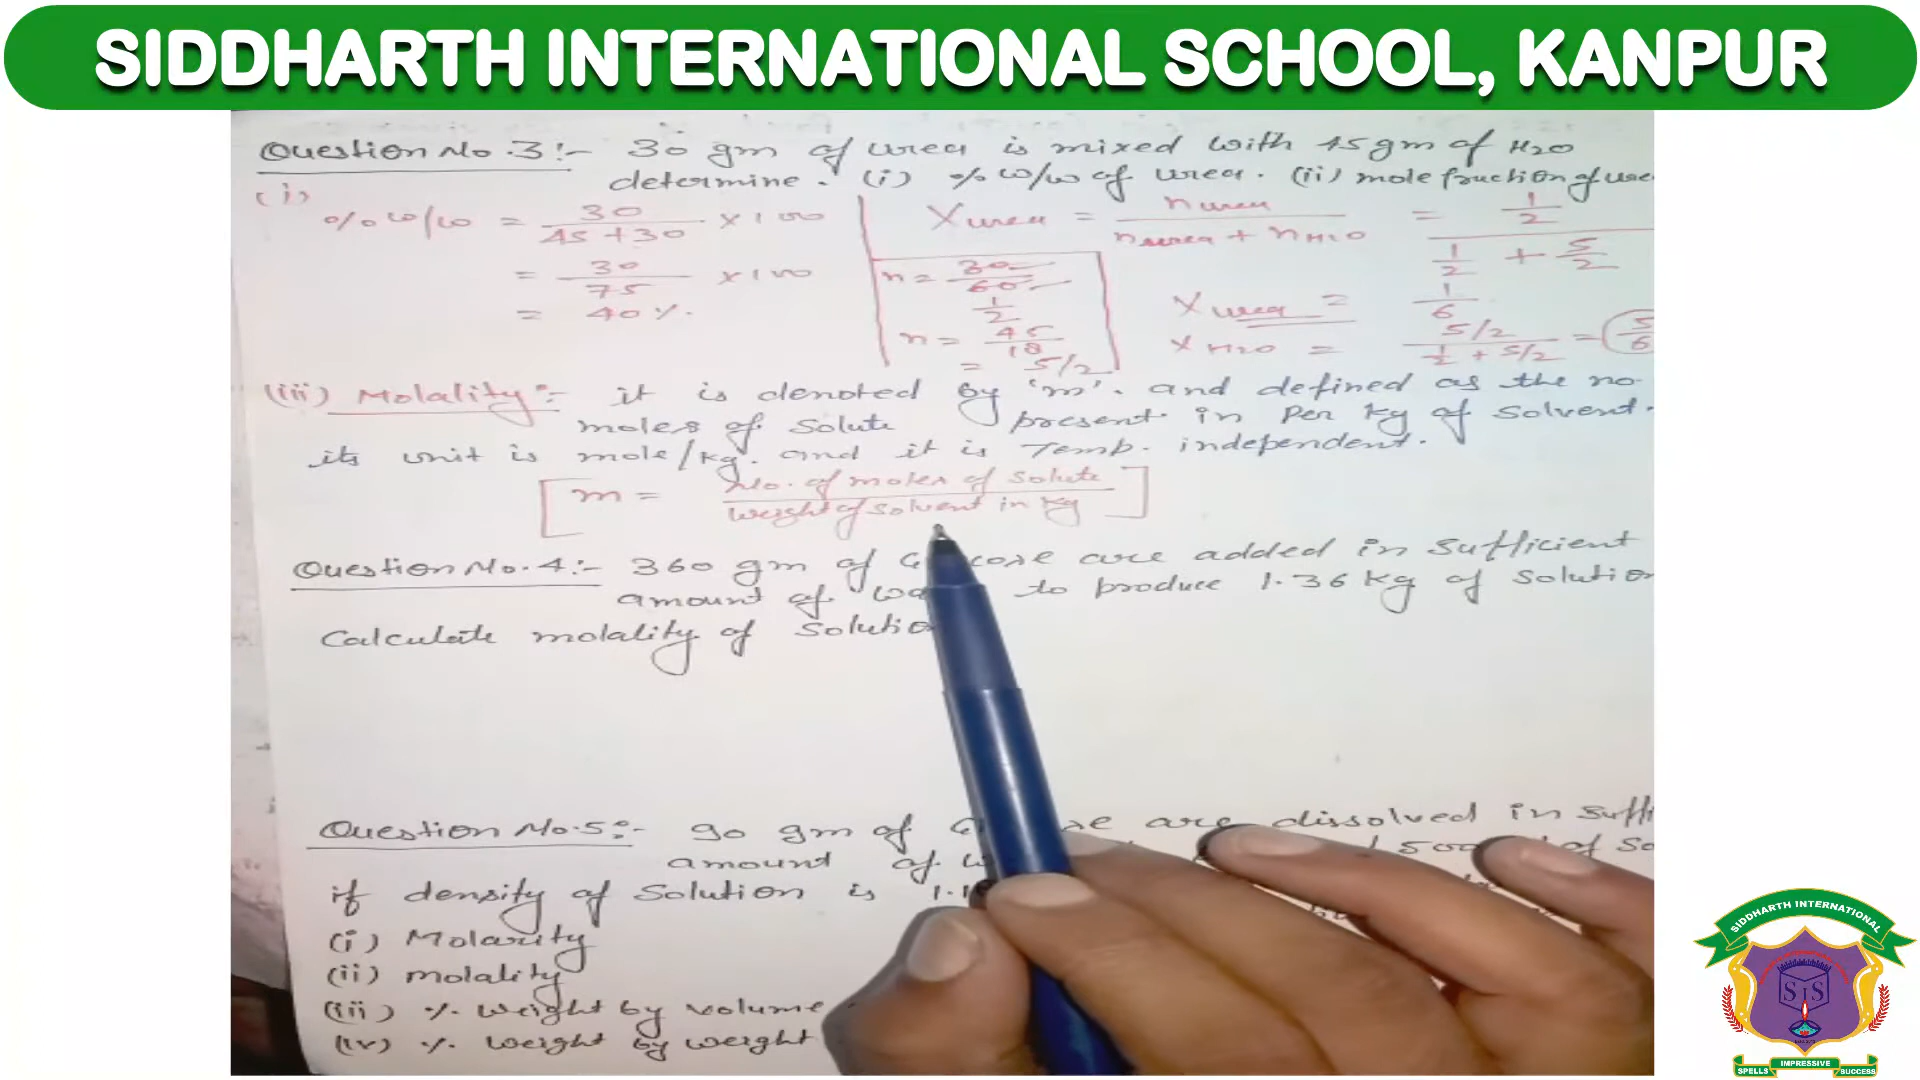 SIDDHARTH INTERNATIONAL SCHOOL, KANPUR
Question No.3:- 30 gm of urea is mixed with 45gm of H2O
determine. (i) % w/w of urea. (ii) mole fraction of
(i)
% w/w = 30 / 45+30 × 100
= 30 / 75 × 100
= 40 %.
X urea = n urea / n urea + n H2O = 1/2 / 1/2 + 5/2
n = 30/60
1/2
n = 45/18
= 5/2
X urea = 1/6
X H2O = 5/2 / 1/2 + 5/2 = 5/6
(iii) Molality:- it is denoted by 'm'. and defined as the no.
moles of Solute present in Per kg of Solvent.
its unit is mole/kg. and it is Temp. independent.
[ m = No. of moles of Solute / Weight of Solvent in kg ]
Question No.4:- 360 gm of are added in Sufficient
amount of to produce 1.36 kg of Solution
Calculate molality of Solution
Question No.5:- 90 gm of are dissolved in
amount of of
if density of Solution is
(i) Molarity
(ii) molality
(iii) %. Weight by volume
(iv) %. Weight by weight
SIDDHARTH INTERNATIONAL
SIS
SPELLS IMPRESSIVE SUCCESS